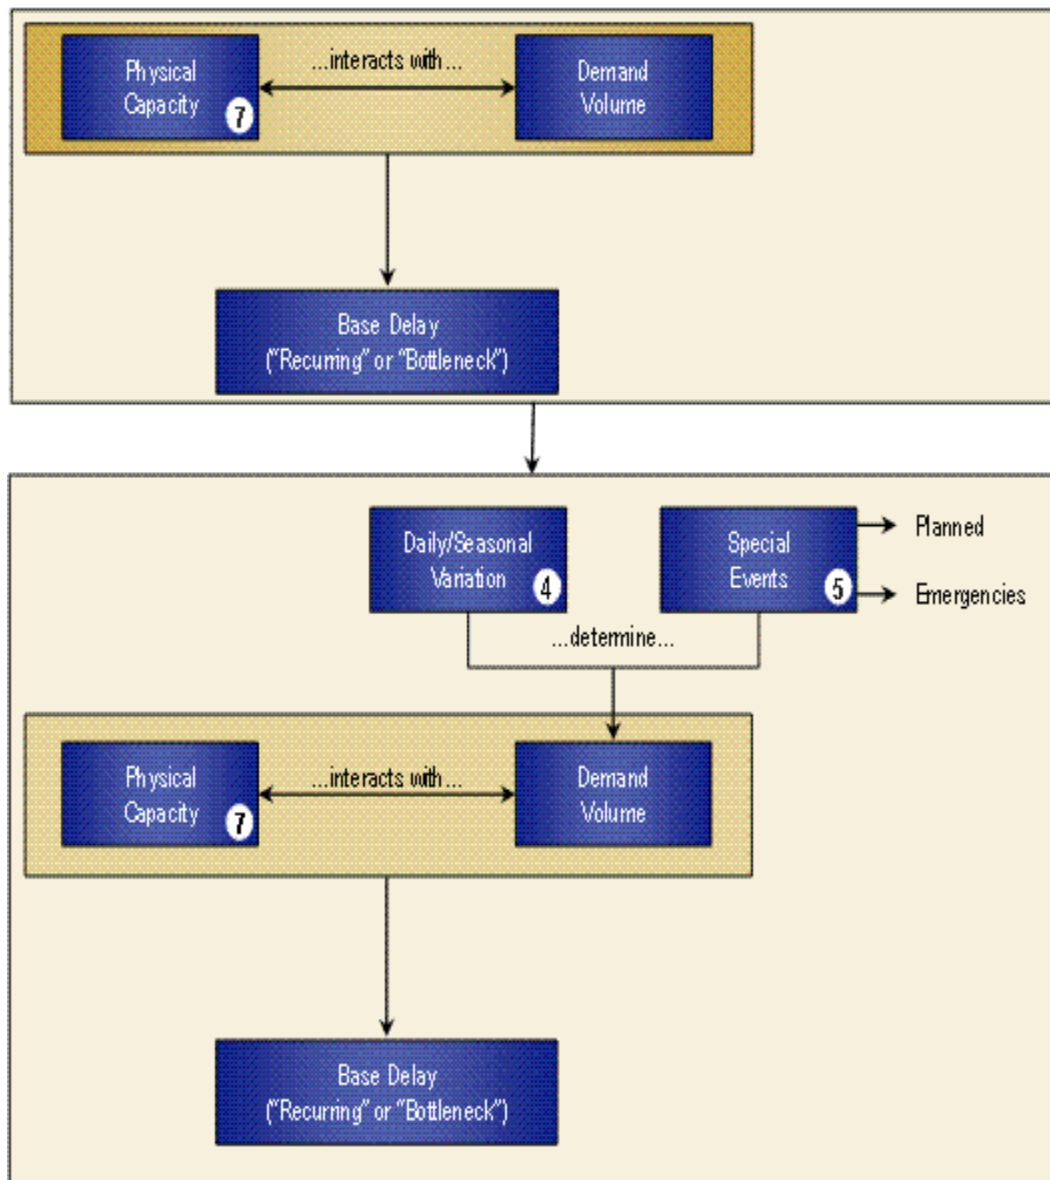 Physical
Capacity
7
...interacts with...
Demand
Volume
Base Delay
("Recurring" or "Bottleneck")
Daily/Seasonal
Variation
4
Special
Events
5
Planned
Emergencies
...determine...
Physical
Capacity
7
...interacts with...
Demand
Volume
Base Delay
("Recurring" or "Bottleneck")